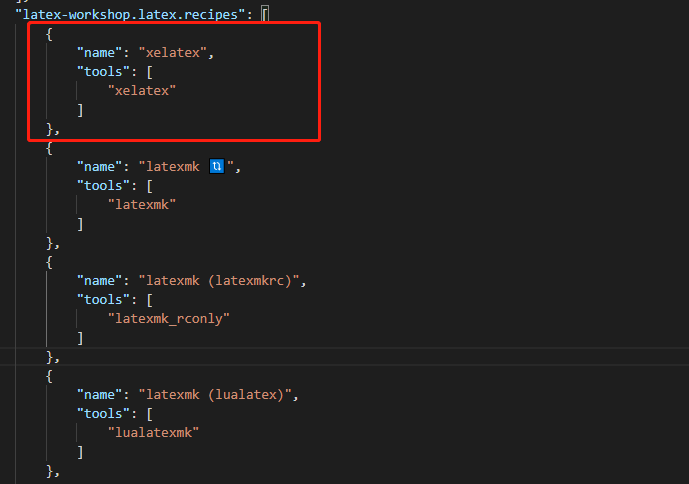 ],
"latex-workshop.latex.recipes": [
{
"name": "xelatex",
"tools": [
"xelatex"
]
},
{
"name": "latexmk 🔃",
"tools": [
"latexmk"
]
},
{
"name": "latexmk (latexmkrc)",
"tools": [
"latexmk_rconly"
]
},
{
"name": "latexmk (lualatex)",
"tools": [
"lualatexmk"
]
},